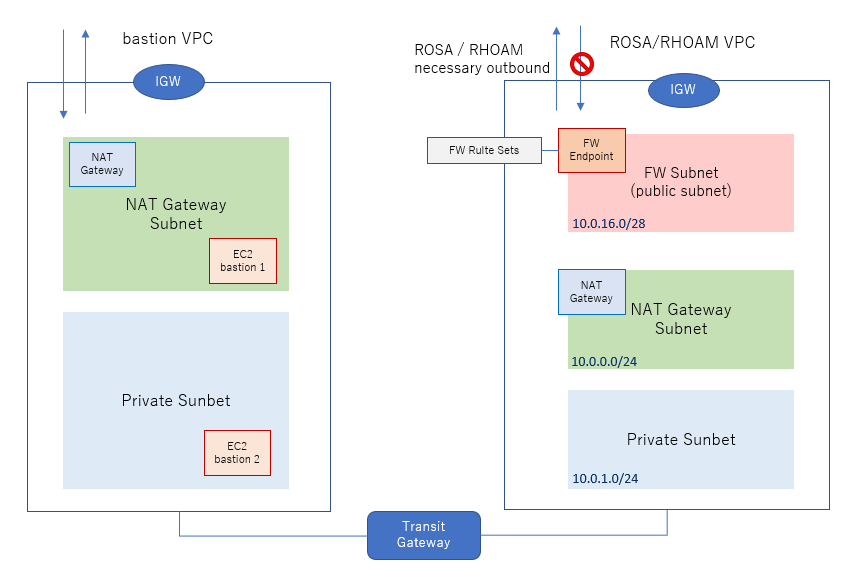 bastion VPC
IGW
NAT
Gateway
NAT Gateway
Subnet
EC2
bastion 1
Private Sunbet
EC2
bastion 2
ROSA / RHOAM
necessary outbound
ROSA/RHOAM VPC
IGW
FW Rulte Sets
FW
Endpoint
FW Subnet
(public subnet)
10.0.16.0/28
NAT
Gateway
NAT Gateway
Subnet
10.0.0.0/24
Private Sunbet
10.0.1.0/24
Transit
Gateway